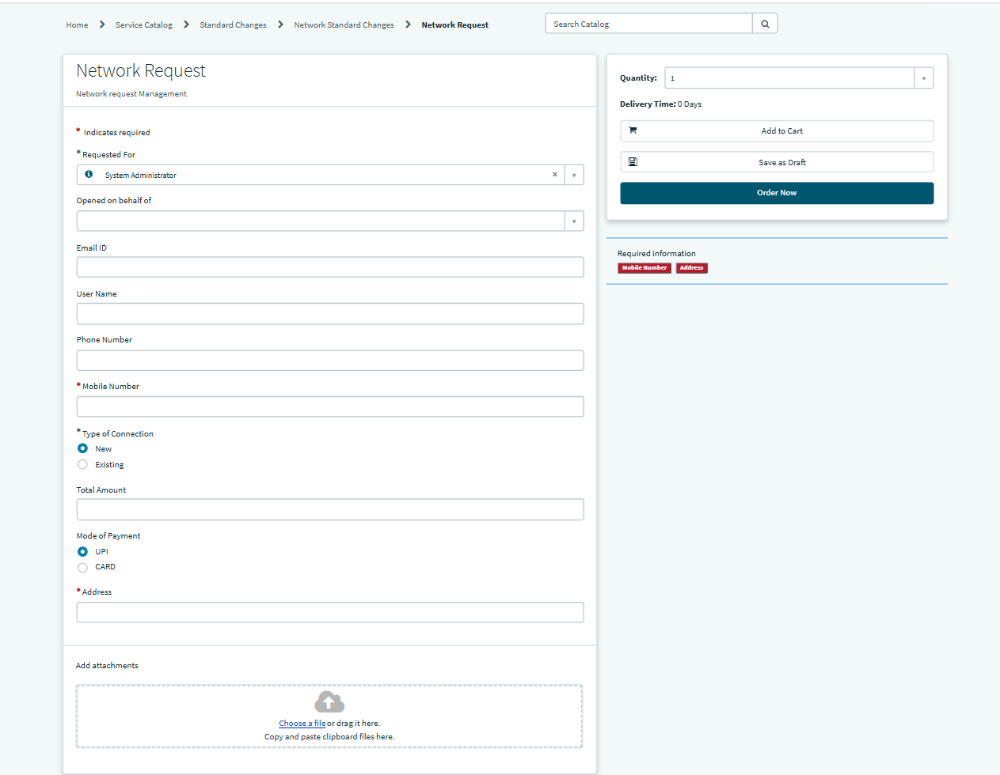 Home > Service Catalog > Standard Changes > Network Standard Changes > Network Request
Search Catalog
Network Request
Network request Management
* Indicates required
* Requested For
System Administrator ×
Opened on behalf of
Email ID
User Name
Phone Number
* Mobile Number
* Type of Connection
New
Existing
Total Amount
Mode of Payment
UPI
CARD
* Address
Add attachments
Choose a file or drag it here.
Copy and paste clipboard files here.
Quantity: 1
Delivery Time: 0 Days
Add to Cart
Save as Draft
Order Now
Required information
Mobile Number Address